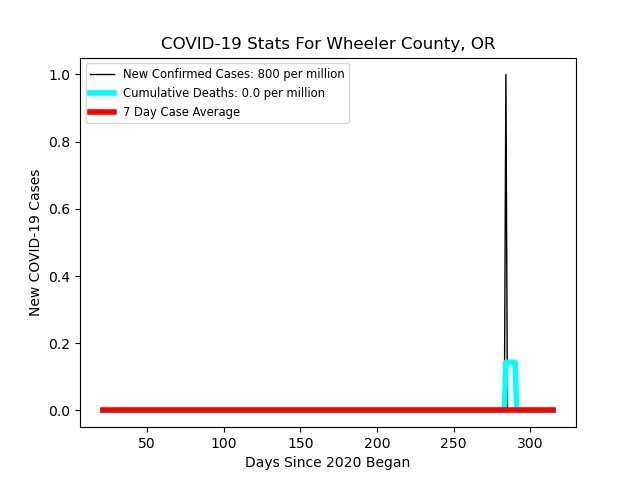 COVID-19 Stats For Wheeler County, OR
New Confirmed Cases: 800 per million
Cumulative Deaths: 0.0 per million
7 Day Case Average
1.0
0.8
0.6
0.4
0.2
0.0
New COVID-19 Cases
50 100 150 200 250 300
Days Since 2020 Began